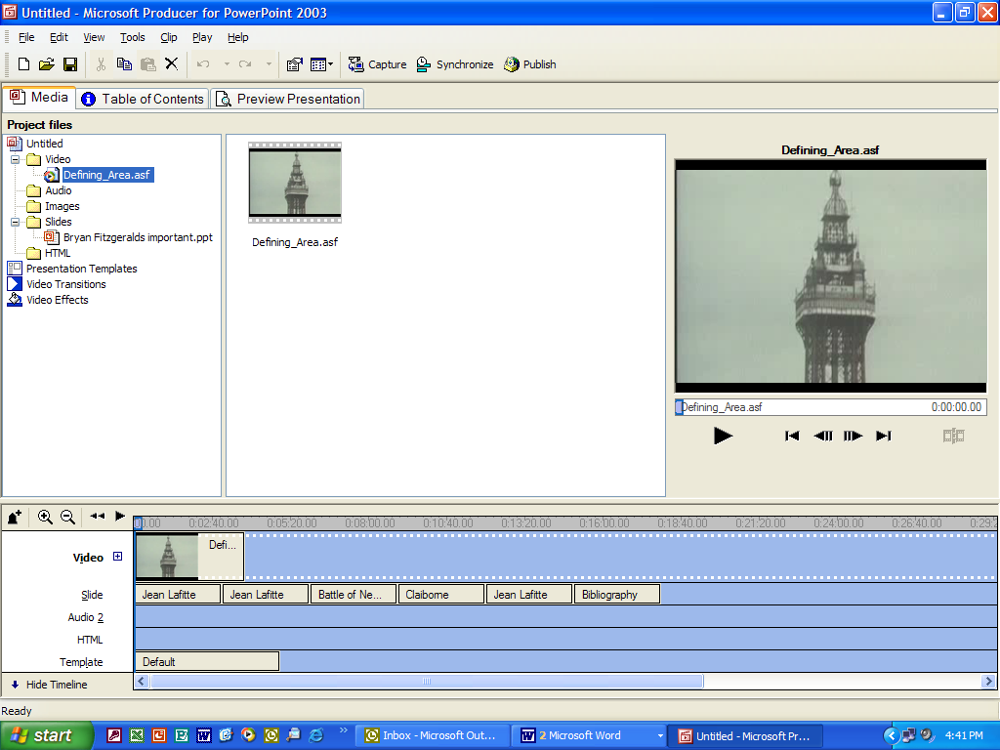 Untitled - Microsoft Producer for PowerPoint 2003
File Edit View Tools Clip Play Help
Capture Synchronize Publish
Media Table of Contents Preview Presentation
Project files
Untitled
Video
Defining_Area.asf
Audio
Images
Slides
Bryan Fitzgeralds important.ppt
HTML
Presentation Templates
Video Transitions
Video Effects
Defining_Area.asf
Defining_Area.asf
Defining_Area.asf 0:00:00.00
0:02:40.00 0:05:20.00 0:08:00.00 0:10:40.00 0:13:20.00 0:16:00.00 0:18:40.00 0:21:20.00 0:24:00.00 0:26:40.00
Video Defi...
Slide Jean Lafitte Jean Lafitte Battle of Ne... Claiborne Jean Lafitte Bibliography
Audio 2
HTML
Template Default
Hide Timeline
Ready
start Inbox - Microsoft Out... 2 Microsoft Word Untitled - Microsoft Pr... 4:41 PM